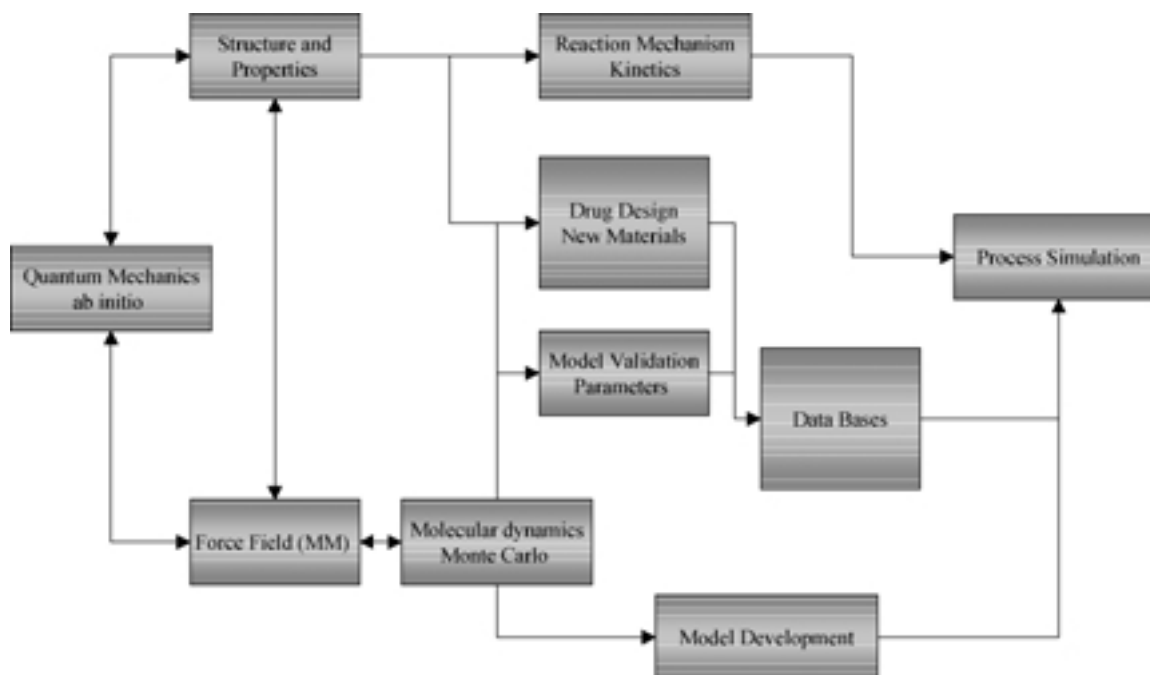 Structure and
Properties
Reaction Mechanism
Kinetics
Drug Design
New Materials
Process Simulation
Quantum Mechanics
ab initio
Model Validation
Parameters
Data Bases
Force Field (MM)
Molecular dynamics
Monte Carlo
Model Development